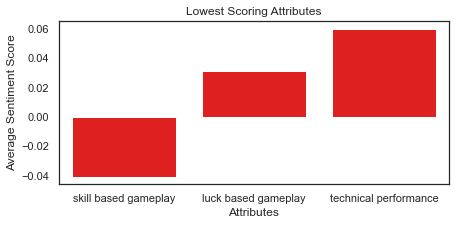 Lowest Scoring Attributes
Average Sentiment Score
0.06
0.04
0.02
0.00
−0.02
−0.04
skill based gameplay
luck based gameplay
technical performance
Attributes